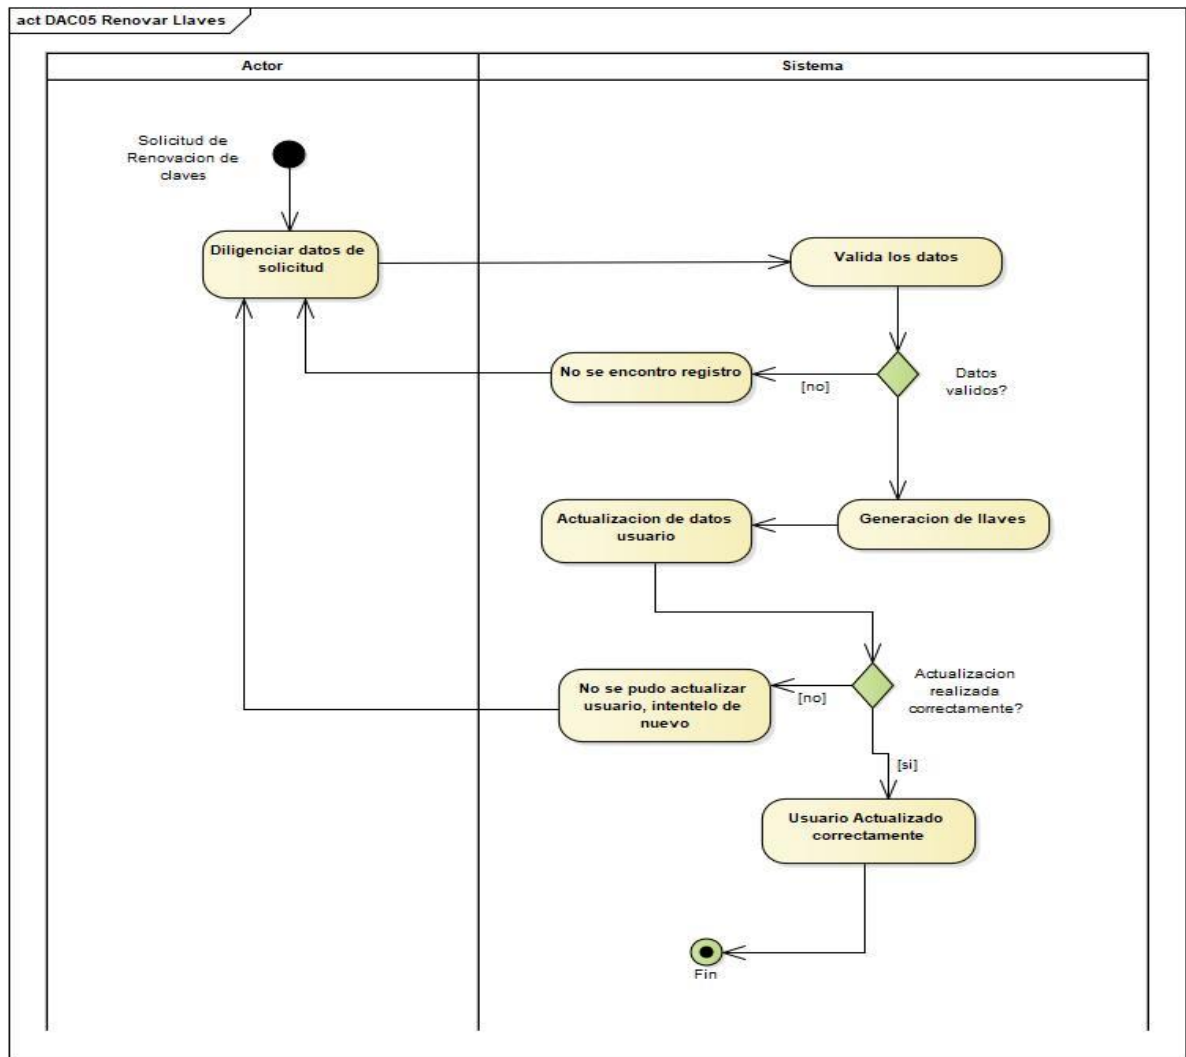 act DAC05 Renovar Llaves
Actor
Sistema
Solicitud de
Renovacion de
claves
Diligenciar datos de
solicitud
Valida los datos
No se encontro registro
[no]
Datos
validos?
Actualizacion de datos
usuario
Generacion de llaves
No se pudo actualizar
usuario, intentelo de
nuevo
[no]
Actualizacion
realizada
correctamente?
[si]
Usuario Actualizado
correctamente
Fin